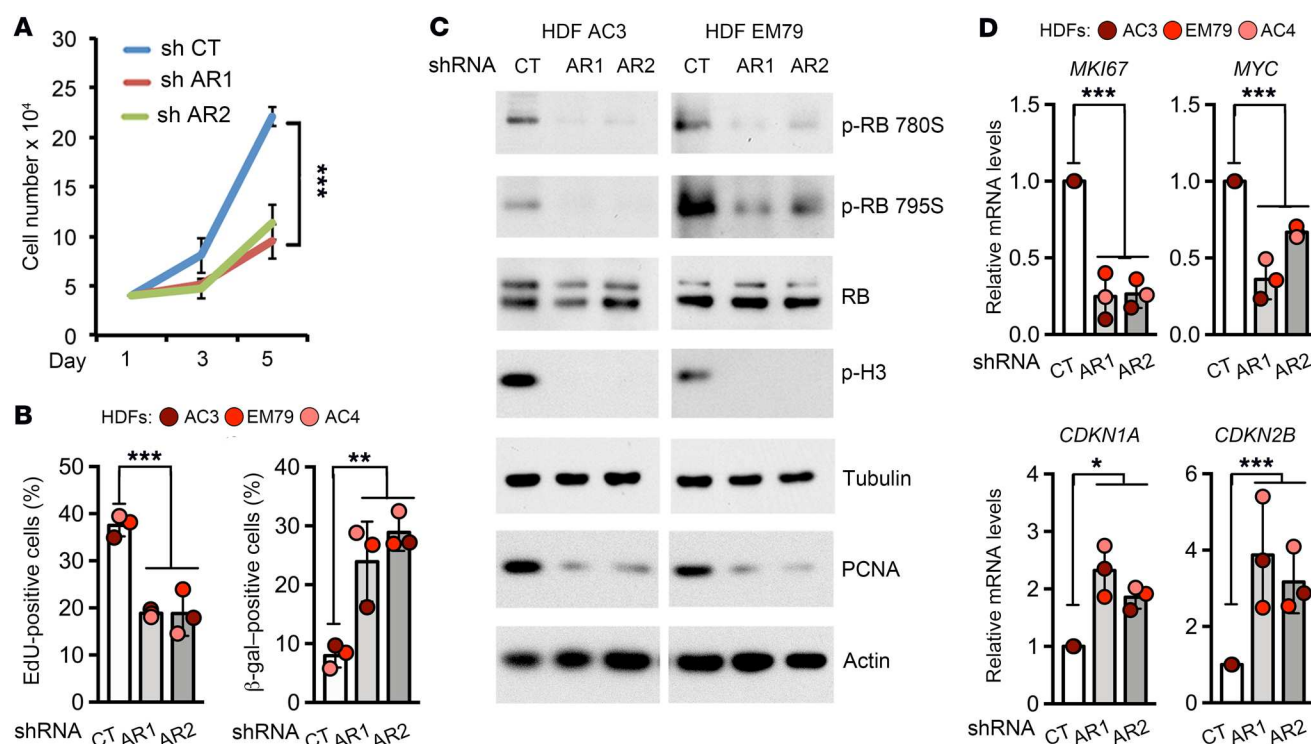 A
30
25
20
15
10
5
0
Cell number x 10⁴
sh CT
sh AR1
sh AR2
***
Day 1 3 5
B
HDFs: AC3 EM79 AC4
50
40
30
20
10
0
EdU-positive cells (%)
***
shRNA CT AR1 AR2
40
30
20
10
0
β-gal–positive cells (%)
**
CT AR1 AR2
C
HDF AC3 HDF EM79
shRNA CT AR1 AR2 CT AR1 AR2
p-RB 780S
p-RB 795S
RB
p-H3
Tubulin
PCNA
Actin
D
HDFs: AC3 EM79 AC4
MKI67
***
1.5
1.0
0.5
0.0
Relative mRNA levels
shRNA CT AR1 AR2
MYC
***
1.5
1.0
0.5
0.0
CT AR1 AR2
CDKN1A
*
4
3
2
1
0
Relative mRNA levels
shRNA CT AR1 AR2
CDKN2B
***
6
4
2
0
CT AR1 AR2